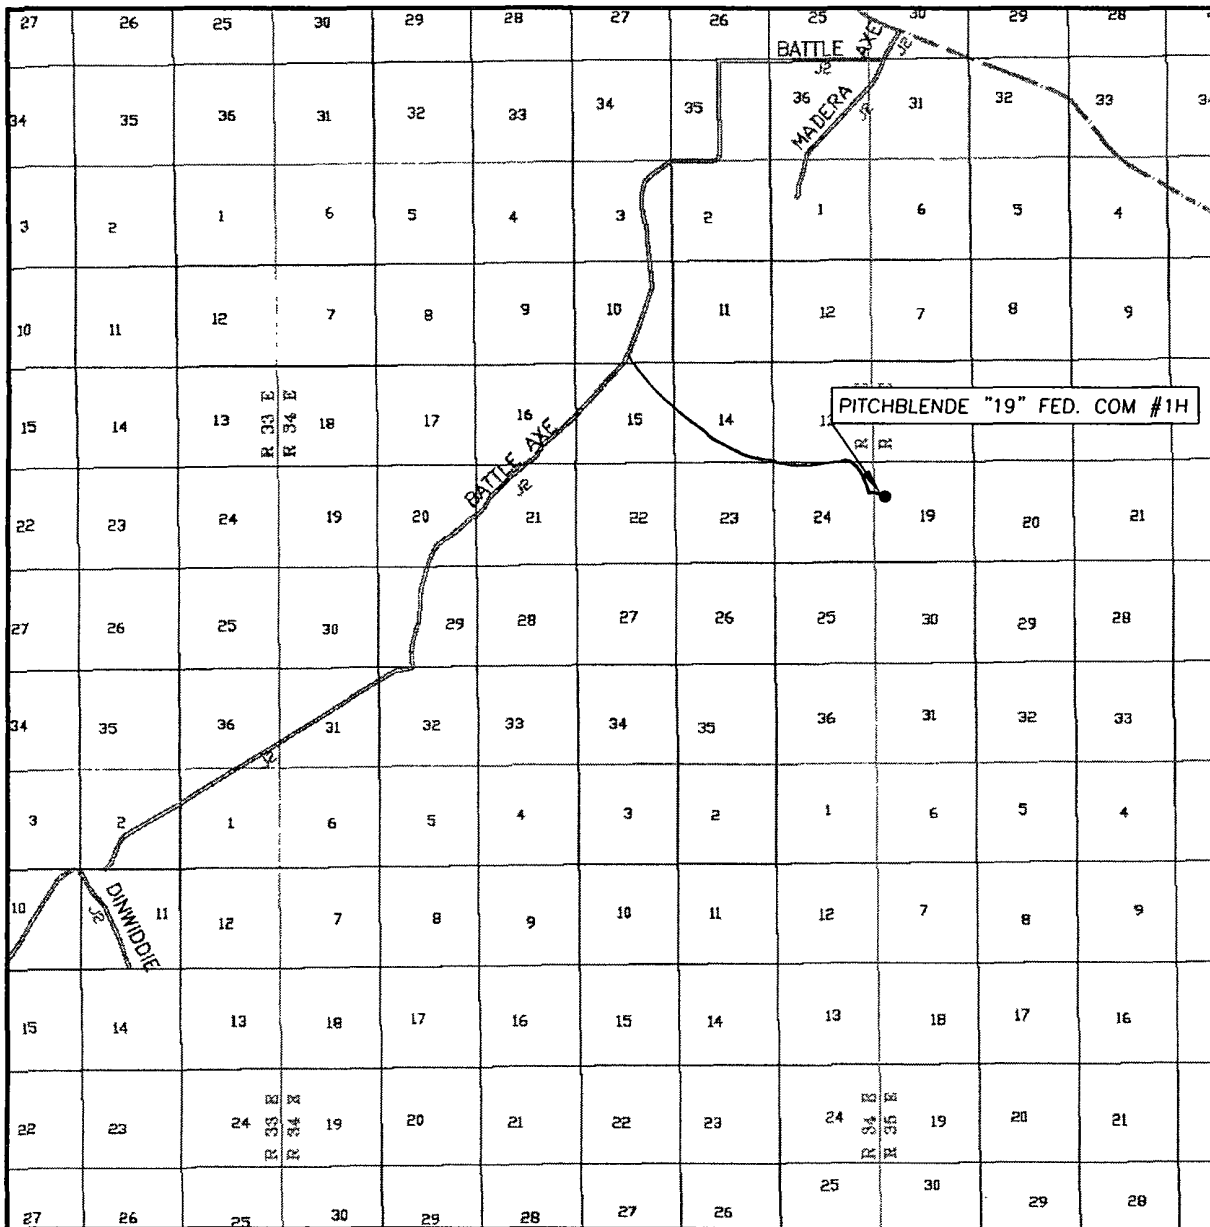 27 26 25 30 29 28 27 26 25 30 29 28
BATTLE AXE
J2
J2
34 35 36 31 32 33 34 35 36 31 32 33 34
MADERA
J2
3 2 1 6 5 4 3 2 1 6 5 4
10 11 12 7 8 9 10 11 12 7 8 9
R 33 E
R 34 E
PITCHBLENDE "19" FED. COM #1H
15 14 13 18 17 16 15 14
R
R
BATTLE AXE
J2
22 23 24 19 20 21 22 23 24 19 20 21
27 26 25 30 29 28 27 26 25 30 29 28
34 35 36 31 32 33 34 35 36 31 32 33
J2
3 2 1 6 5 4 3 2 1 6 5 4
DINWIDDIE
J2
10 11 12 7 8 9 10 11 12 7 8 9
15 14 13 18 17 16 15 14 13 18 17 16
R 33 E
R 34 E
R 34 E
R 35 E
22 23 24 19 20 21 22 23 24 19 20 21
27 26 25 30 29 28 27 26 25 30 29 28